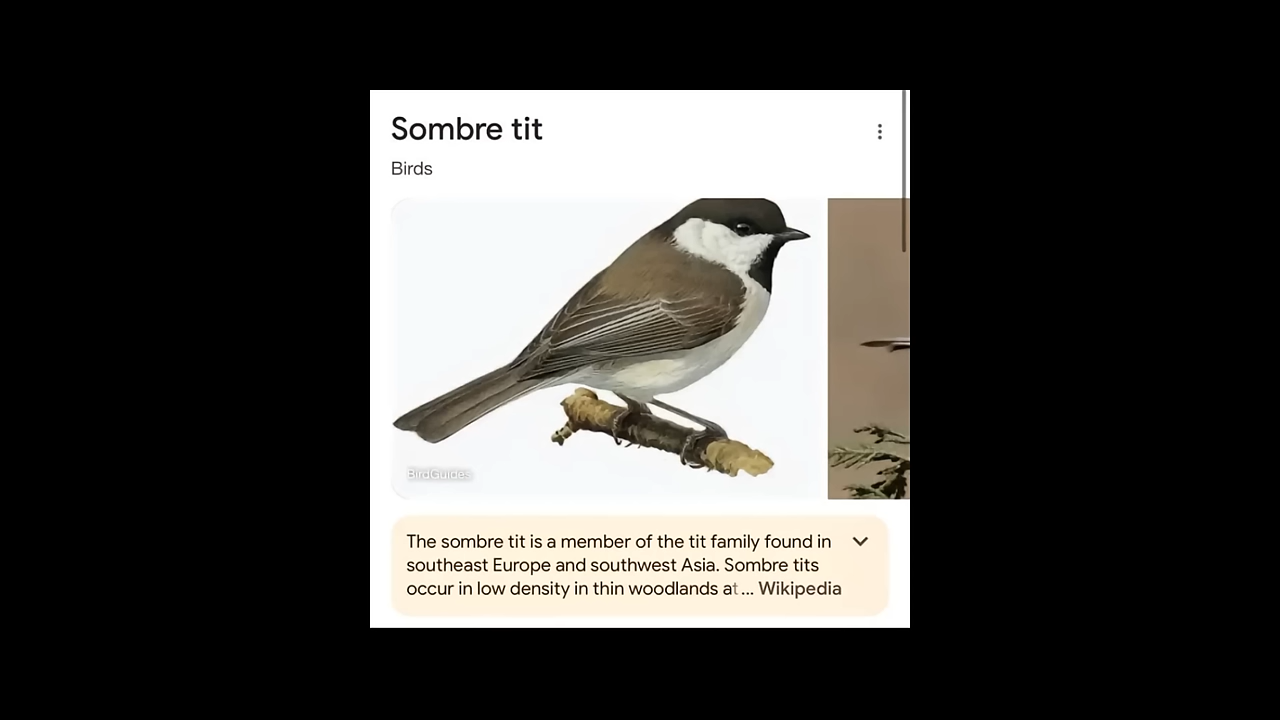 Sombre tit
Birds
BirdGuides
The sombre tit is a member of the tit family found in
southeast Europe and southwest Asia. Sombre tits
occur in low density in thin woodlands at... Wikipedia